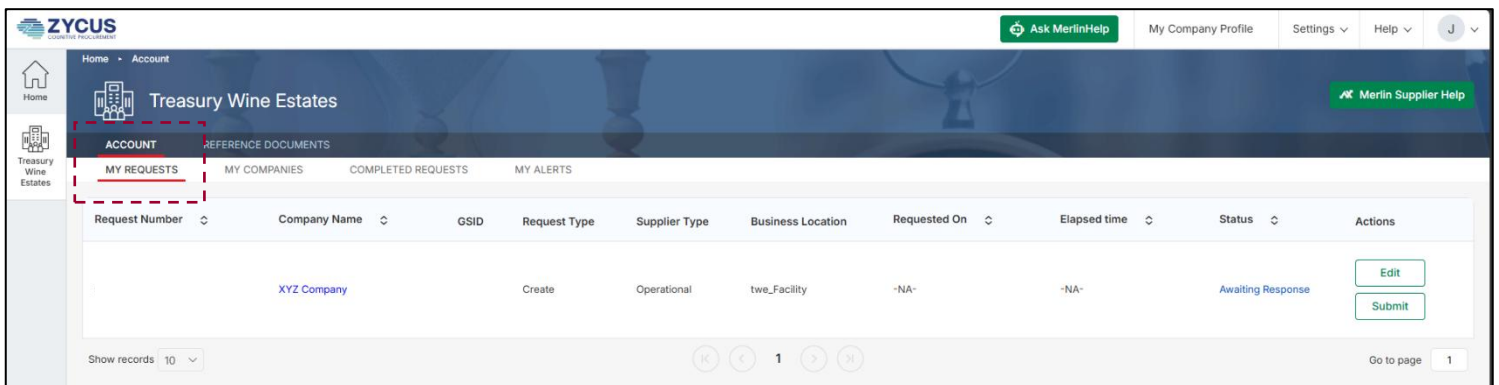 ZYCUS
COGNITIVE PROCUREMENT
Ask MerlinHelp
My Company Profile
Settings
Help
J
Home
Treasury
Wine
Estates
Home • Account
Treasury Wine Estates
Merlin Supplier Help
ACCOUNT REFERENCE DOCUMENTS
MY REQUESTS MY COMPANIES COMPLETED REQUESTS MY ALERTS
Request Number Company Name GSID Request Type Supplier Type Business Location Requested On Elapsed time Status Actions
XYZ Company Create Operational twe_Facility -NA- -NA- Awaiting Response
Edit
Submit
Show records 10 1 Go to page 1